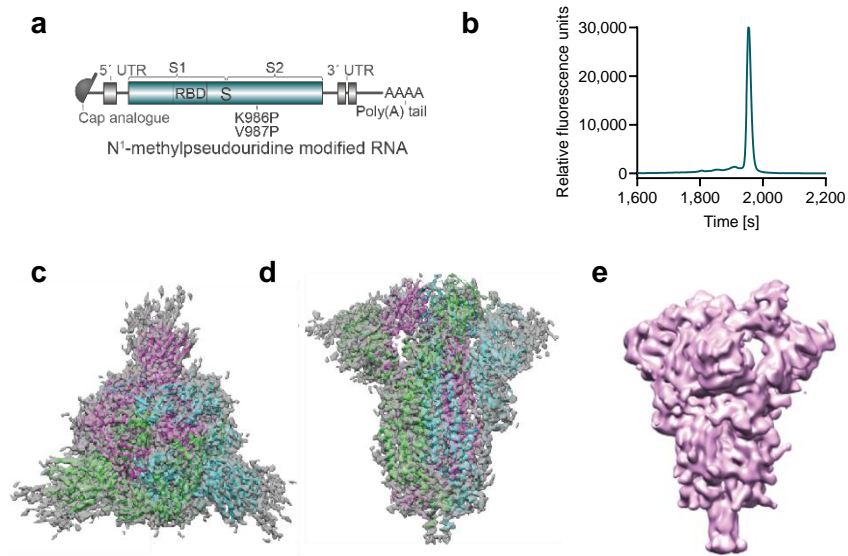 a
5´ UTR S1 S2 3´ UTR
RBD S AAAA
Cap analogue K986P Poly(A) tail
V987P
N¹-methylpseudouridine modified RNA
b
Relative fluorescence units
30,000
20,000
10,000
0
1,600 1,800 2,000 2,200
Time [s]
c
d
e